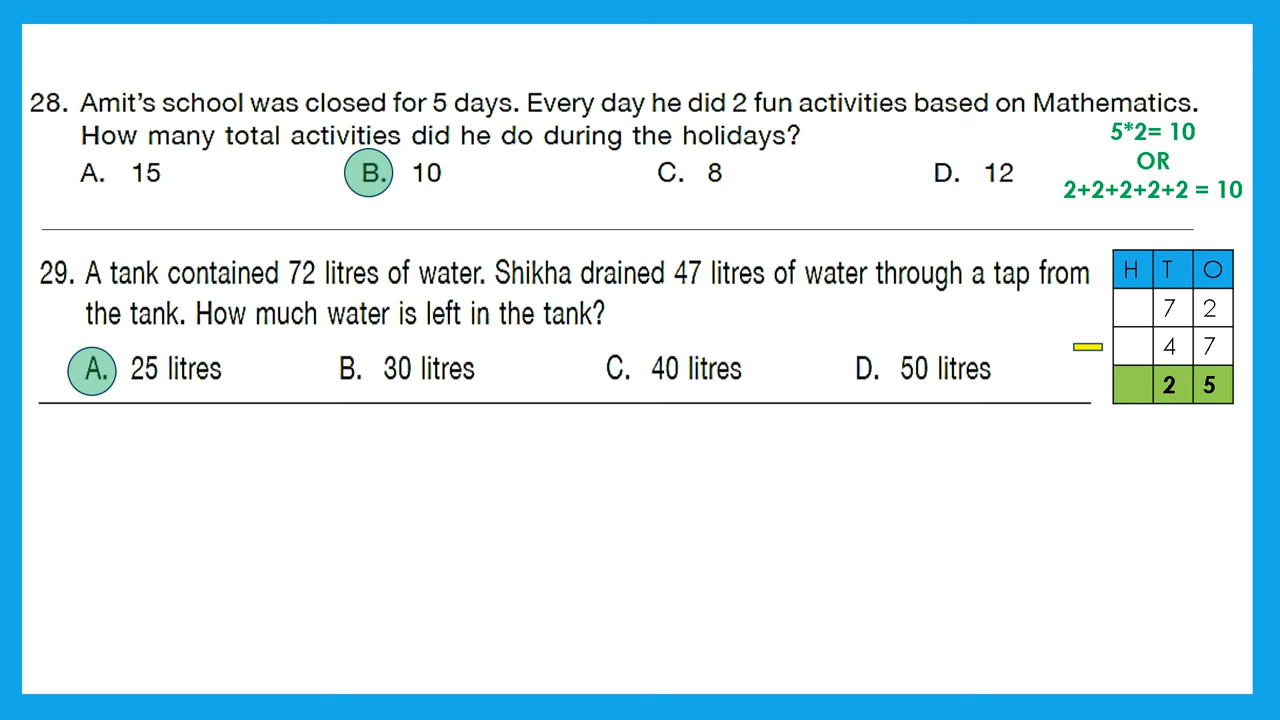 28. Amit's school was closed for 5 days. Every day he did 2 fun activities based on Mathematics.
How many total activities did he do during the holidays?
5*2= 10
OR
2+2+2+2+2 = 10
A. 15 B. 10 C. 8 D. 12
29. A tank contained 72 litres of water. Shikha drained 47 litres of water through a tap from
the tank. How much water is left in the tank?
A. 25 litres B. 30 litres C. 40 litres D. 50 litres
H T O
7 2
4 7
2 5